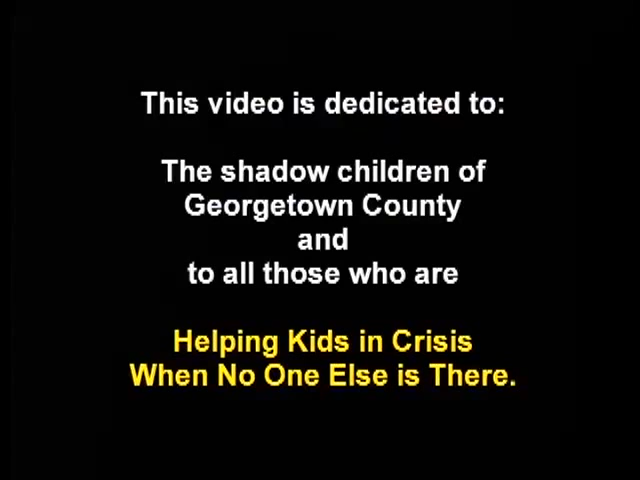 This video is dedicated to:
The shadow children of
Georgetown County
and
to all those who are
Helping Kids in Crisis
When No One Else is There.